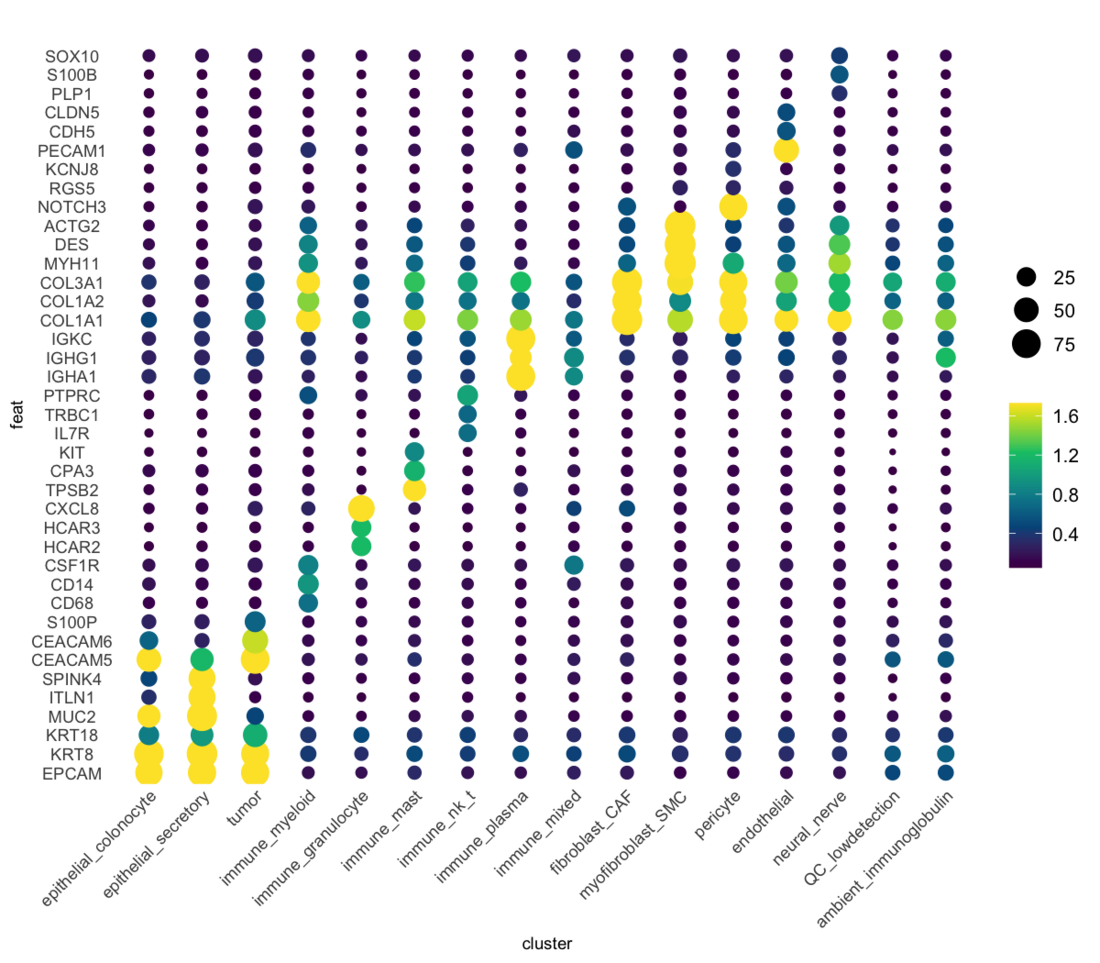 SOX10
S100B
PLP1
CLDN5
CDH5
PECAM1
KCNJ8
RGS5
NOTCH3
ACTG2
DES
MYH11
COL3A1
COL1A2
COL1A1
IGKC
IGHG1
IGHA1
PTPRC
TRBC1
IL7R
KIT
CPA3
TPSB2
CXCL8
HCAR3
HCAR2
CSF1R
CD14
CD68
S100P
CEACAM6
CEACAM5
SPINK4
ITLN1
MUC2
KRT18
KRT8
EPCAM
feat
epithelial_colonocyte
epithelial_secretory
tumor
immune_myeloid
immune_granulocyte
immune_mast
immune_nk_t
immune_plasma
immune_mixed
fibroblast_CAF
myofibroblast_SMC
pericyte
endothelial
neural_nerve
QC_lowdetection
ambient_immunoglobulin
cluster
25
50
75
1.6
1.2
0.8
0.4